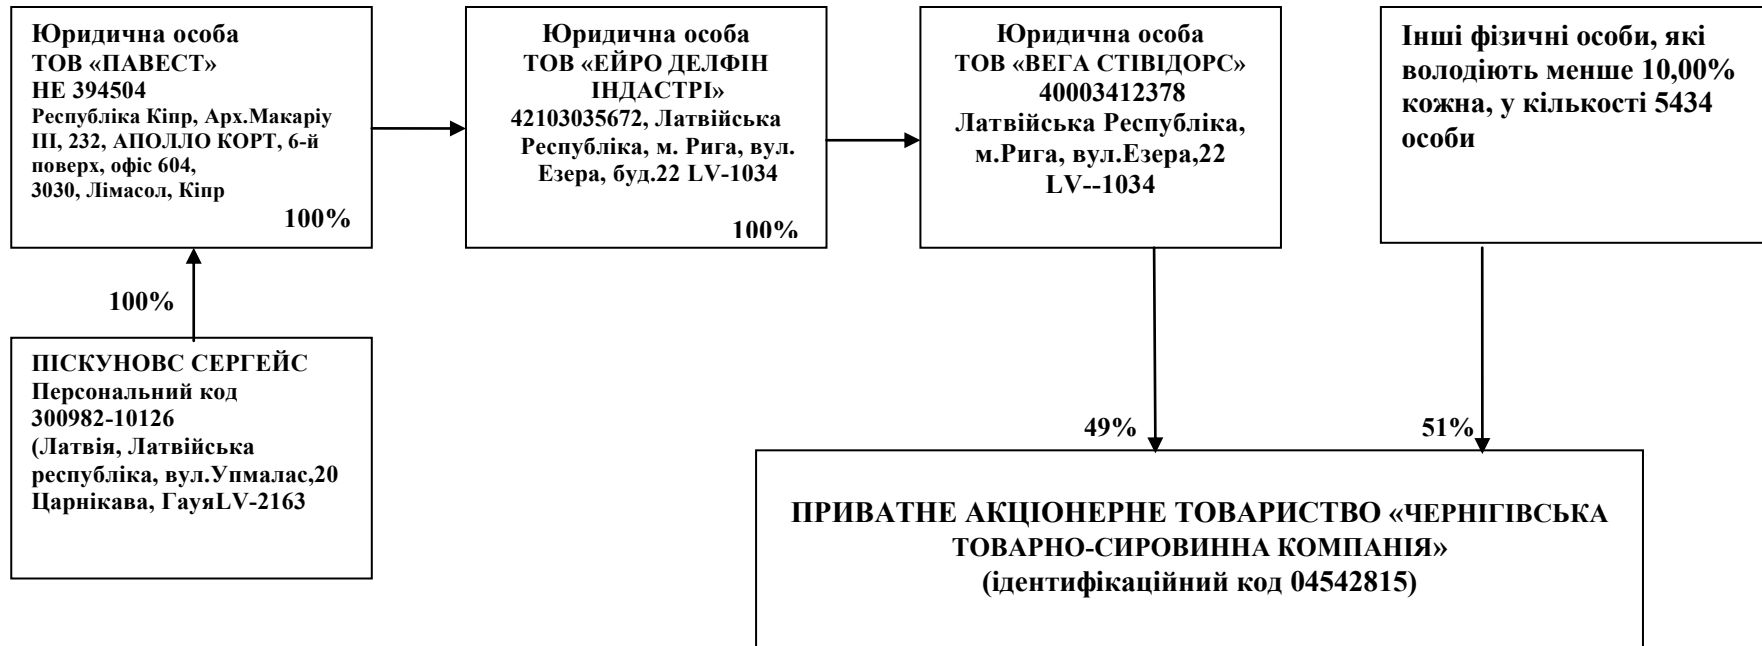 Юридична особа
ТОВ «ПАВЕСТ»
НЕ 394504
Республіка Кіпр, Арх.Макаріу
ІІІ, 232, АПОЛЛО КОРТ, 6-й
поверх, офіс 604,
3030, Лімасол, Кіпр
100%
Юридична особа
ТОВ «ЕЙРО ДЕЛФІН
ІНДАСТРІ»
42103035672, Латвійська
Республіка, м. Рига, вул.
Езера, буд.22 LV-1034
100%
Юридична особа
ТОВ «ВЕГА СТІВІДОРС»
40003412378
Латвійська Республіка,
м.Рига, вул.Езера,22
LV--1034
Інші фізичні особи, які
володіють менше 10,00%
кожна, у кількості 5434
особи
100%
ПІСКУНОВС СЕРГЕЙС
Персональний код
300982-10126
(Латвія, Латвійська
республіка, вул.Упмалас,20
Царнікава, ГауяLV-2163
49%
51%
ПРИВАТНЕ АКЦІОНЕРНЕ ТОВАРИСТВО «ЧЕРНІГІВСЬКА
ТОВАРНО-СИРОВИННА КОМПАНІЯ»
(ідентифікаційний код 04542815)